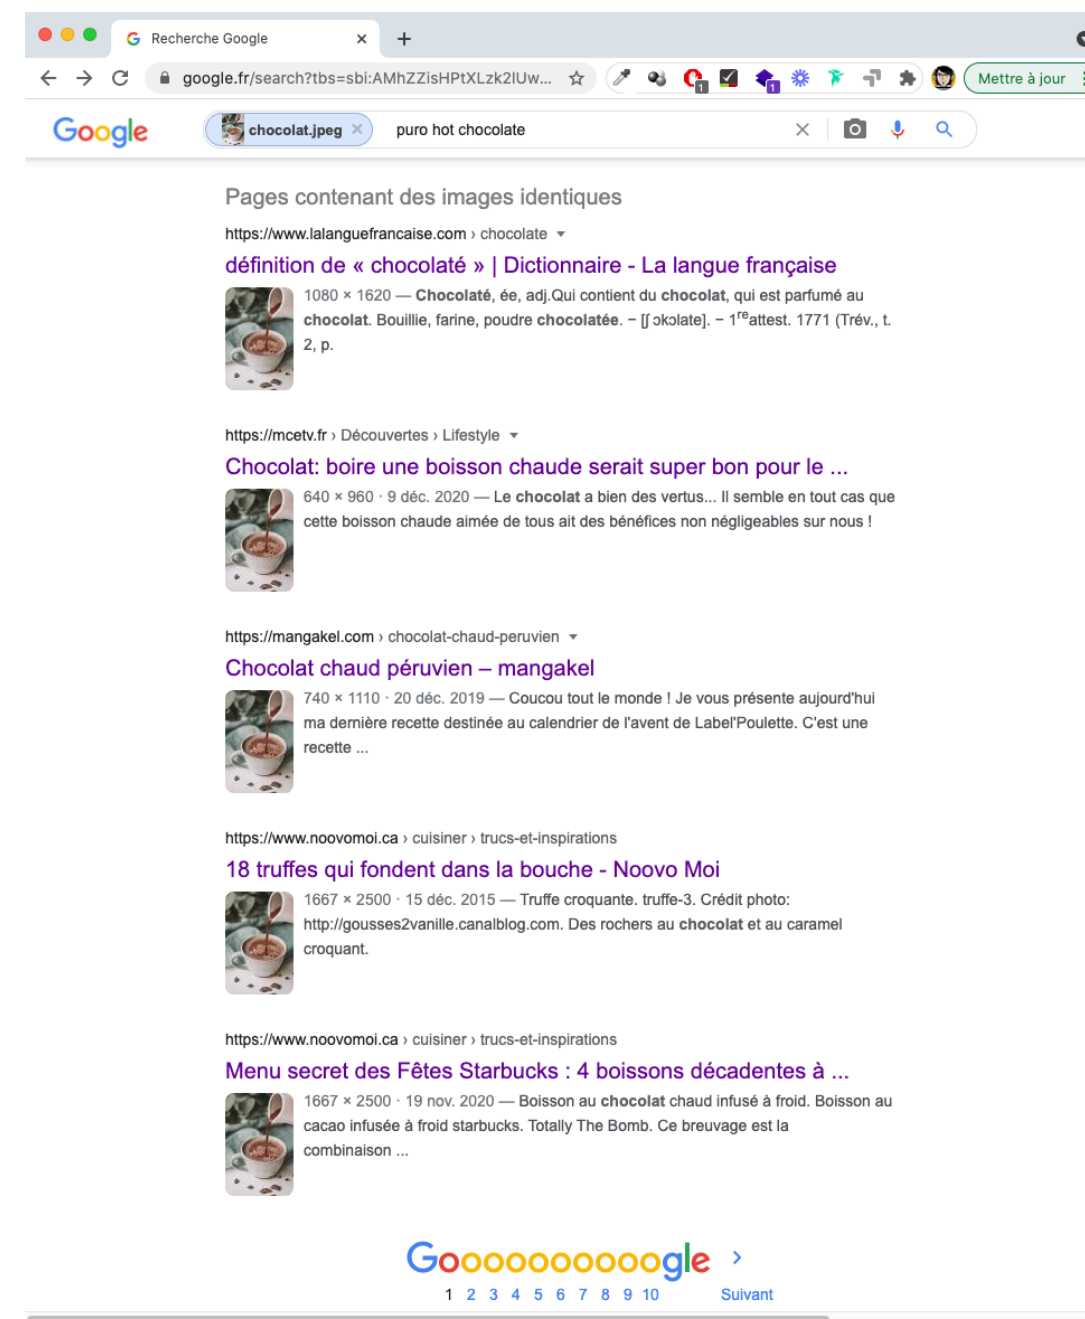 Recherche Google
google.fr/search?tbs=sbi:AMhZZisHPtXLzk2lUw...
1
1
Mettre à jour
Google
chocolat.jpeg
puro hot chocolate
Pages contenant des images identiques
https://www.lalanguefrancaise.com › chocolate
définition de « chocolaté » | Dictionnaire - La langue française
1080 × 1620 — Chocolaté, ée, adj.Qui contient du chocolat, qui est parfumé au
chocolat. Bouillie, farine, poudre chocolatée. − [ʃ ɔkɔlate]. − 1reattest. 1771 (Trév., t.
2, p.
https://mcetv.fr › Découvertes › Lifestyle
Chocolat: boire une boisson chaude serait super bon pour le ...
640 × 960 · 9 déc. 2020 — Le chocolat a bien des vertus... Il semble en tout cas que
cette boisson chaude aimée de tous ait des bénéfices non négligeables sur nous !
https://mangakel.com › chocolat-chaud-peruvien
Chocolat chaud péruvien – mangakel
740 × 1110 · 20 déc. 2019 — Coucou tout le monde ! Je vous présente aujourd'hui
ma dernière recette destinée au calendrier de l'avent de Label'Poulette. C'est une
recette ...
https://www.noovomoi.ca › cuisiner › trucs-et-inspirations
18 truffes qui fondent dans la bouche - Noovo Moi
1667 × 2500 · 15 déc. 2015 — Truffe croquante. truffe-3. Crédit photo:
http://gousses2vanille.canalblog.com. Des rochers au chocolat et au caramel
croquant.
https://www.noovomoi.ca › cuisiner › trucs-et-inspirations
Menu secret des Fêtes Starbucks : 4 boissons décadentes à ...
1667 × 2500 · 19 nov. 2020 — Boisson au chocolat chaud infusé à froid. Boisson au
cacao infusée à froid starbucks. Totally The Bomb. Ce breuvage est la
combinaison ...
Goooooooooogle
1 2 3 4 5 6 7 8 9 10 Suivant